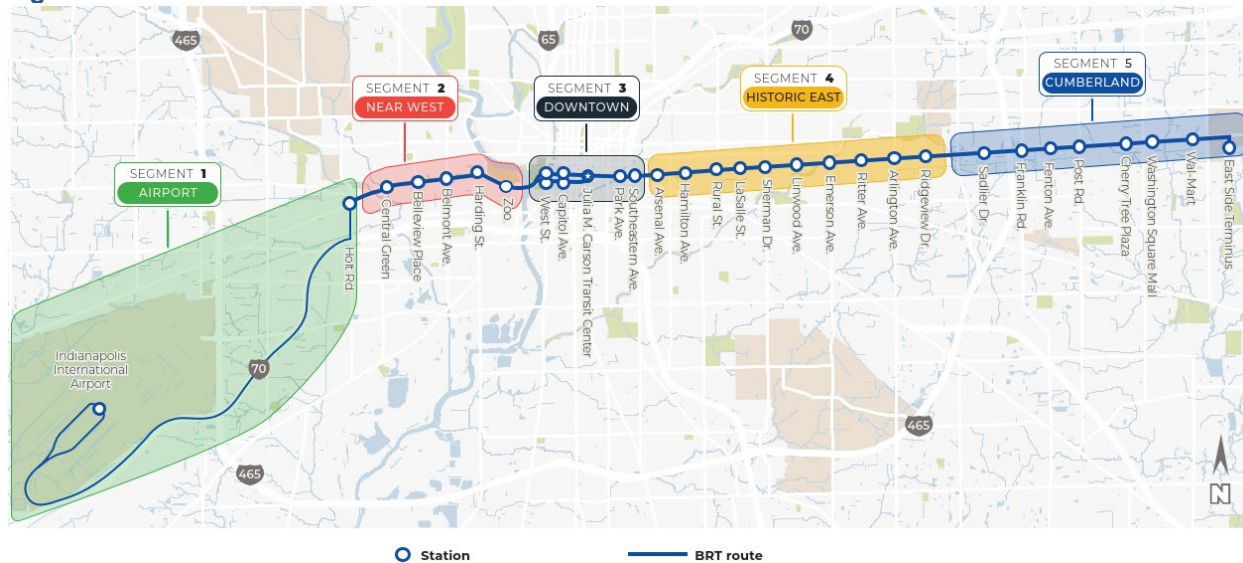 465
65
70
SEGMENT 1
AIRPORT
SEGMENT 2
NEAR WEST
SEGMENT 3
DOWNTOWN
SEGMENT 4
HISTORIC EAST
SEGMENT 5
CUMBERLAND
Indianapolis
International
Airport
70
465
465
Holt Rd.
Central Green
Belleview Place
Belmont Ave.
Harding St.
Zoo
West St.
Capitol Ave.
Julia M. Carson Transit Center
Park Ave.
Southeastern Ave.
Arsenal Ave.
Hamilton Ave.
Rural St.
LaSalle St.
Sherman Dr.
Linwood Ave.
Emerson Ave.
Ritter Ave.
Arlington Ave.
Ridgeview Dr.
Sadlier Dr.
Franklin Rd.
Fenton Ave.
Post Rd.
Cherry Tree Plaza
Washington Square Mall
Wal-Mart
East Side Terminus
N
Station
BRT route